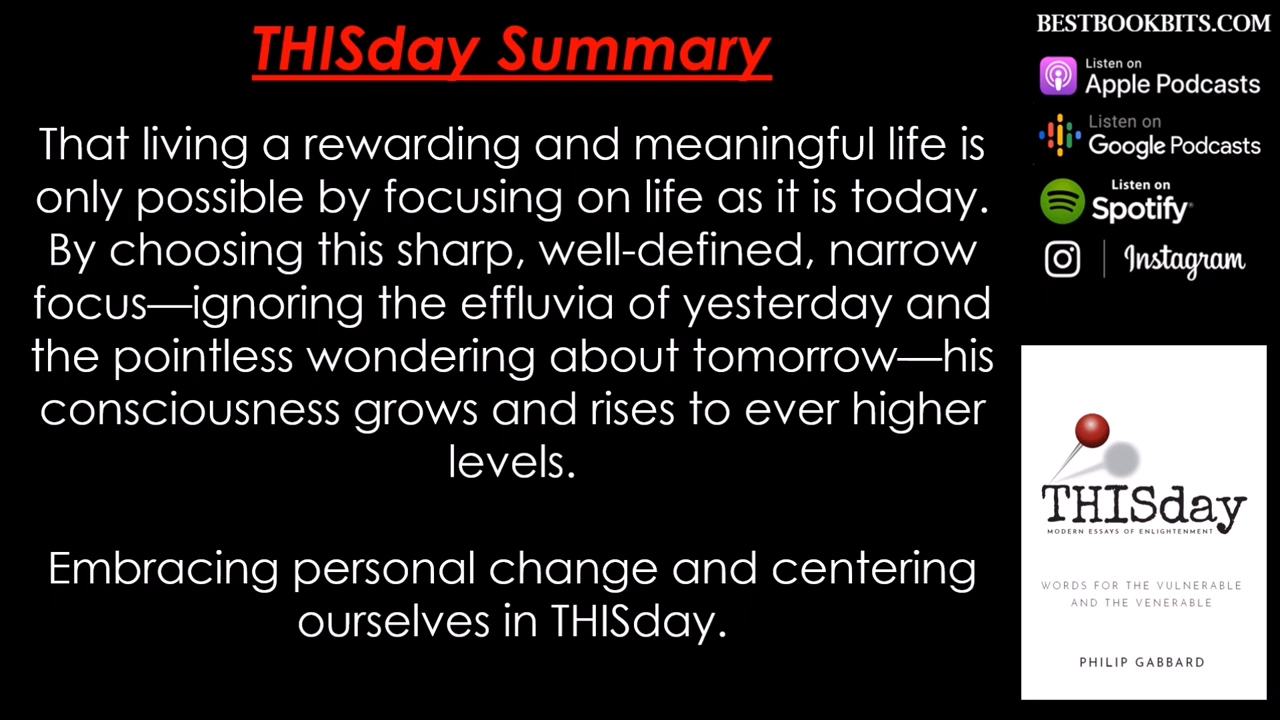 THISday Summary
That living a rewarding and meaningful life is
only possible by focusing on life as it is today.
By choosing this sharp, well-defined, narrow
focus—ignoring the effluvia of yesterday and
the pointless wondering about tomorrow—his
consciousness grows and rises to ever higher
levels.
Embracing personal change and centering
ourselves in THISday.
BESTBOOKBITS.COM
Listen on
Apple Podcasts
Listen on
Google Podcasts
Listen on
Spotify
Instagram
THISday
MODERN ESSAYS OF ENLIGHTENMENT
WORDS FOR THE VULNERABLE
AND THE VENERABLE
PHILIP GABBARD